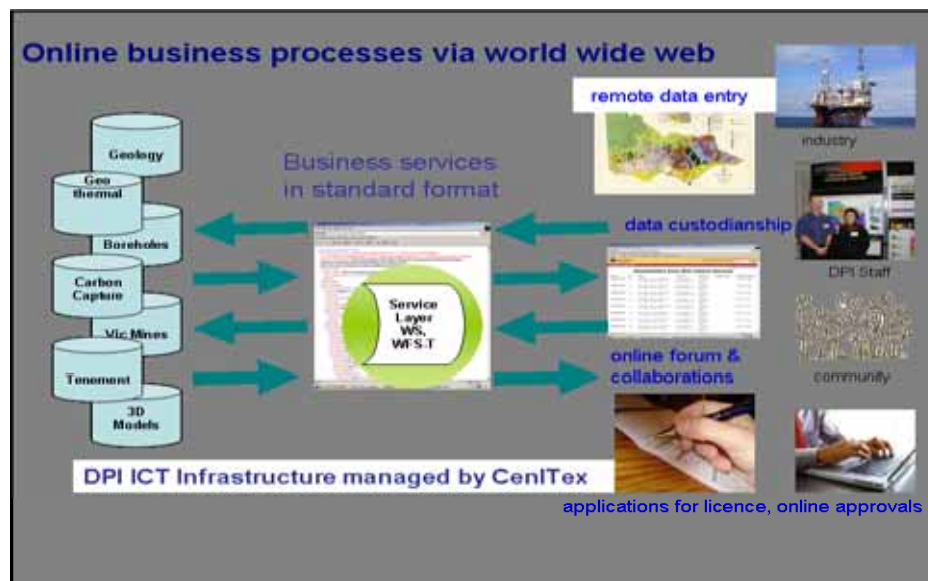 Online business processes via world wide web
remote data entry
industry
Geology
Geo
thermal
Boreholes
Carbon
Capture
Vic Mines
Tenement
3D
Models
Business services
in standard format
Service
Layer
WS,
WFS-T
data custodianship
DPI Staff
online forum &
collaborations
community
DPI ICT Infrastructure managed by CenITex
applications for licence, online approvals